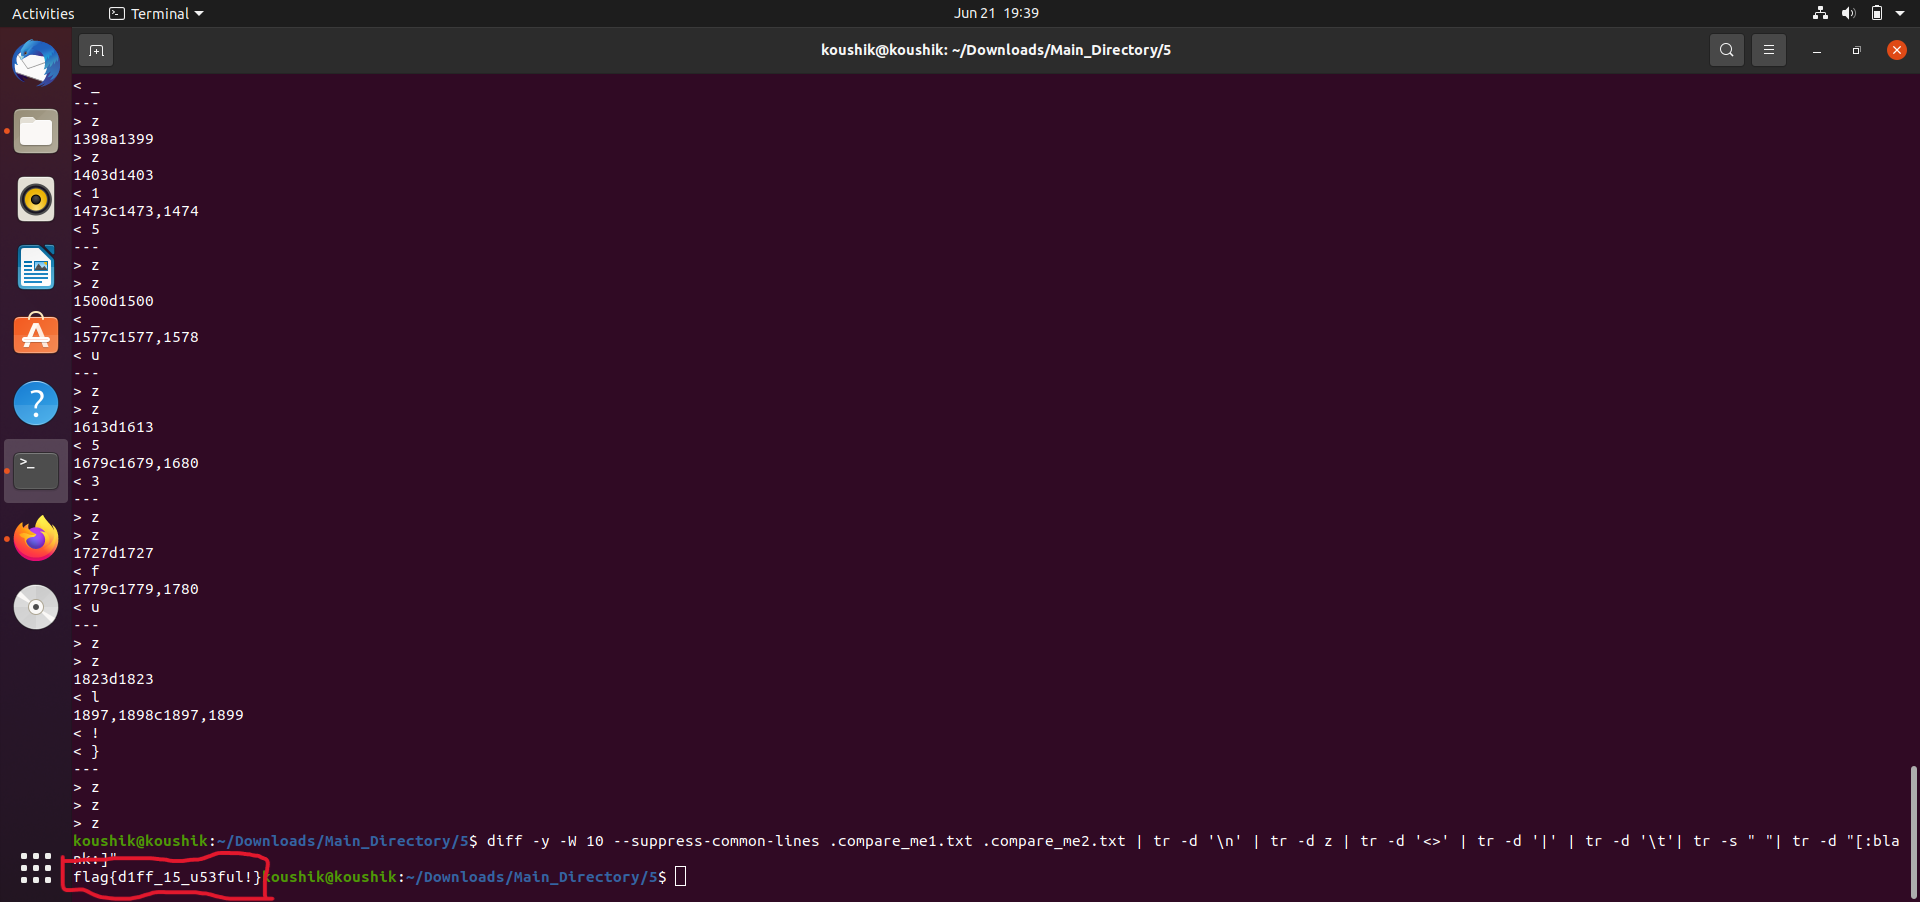 Activities
Terminal
Jun 21 19:39
koushik@koushik: ~/Downloads/Main_Directory/5
< _
---
> z
1398a1399
> z
1403d1403
< 1
1473c1473,1474
< 5
---
> z
> z
1500d1500
< _
1577c1577,1578
< u
---
> z
> z
1613d1613
< 5
1679c1679,1680
< 3
---
> z
> z
1727d1727
< f
1779c1779,1780
< u
---
> z
> z
1823d1823
< l
1897,1898c1897,1899
< !
< }
---
> z
> z
> z
koushik@koushik:~/Downloads/Main_Directory/5$ diff -y -W 10 --suppress-common-lines .compare_me1.txt .compare_me2.txt | tr -d '\n' | tr -d z | tr -d '<>' | tr -d '|' | tr -d '\t'| tr -s " "| tr -d "[:bla
nk:]"
flag{d1ff_15_u53ful!}koushik@koushik:~/Downloads/Main_Directory/5$